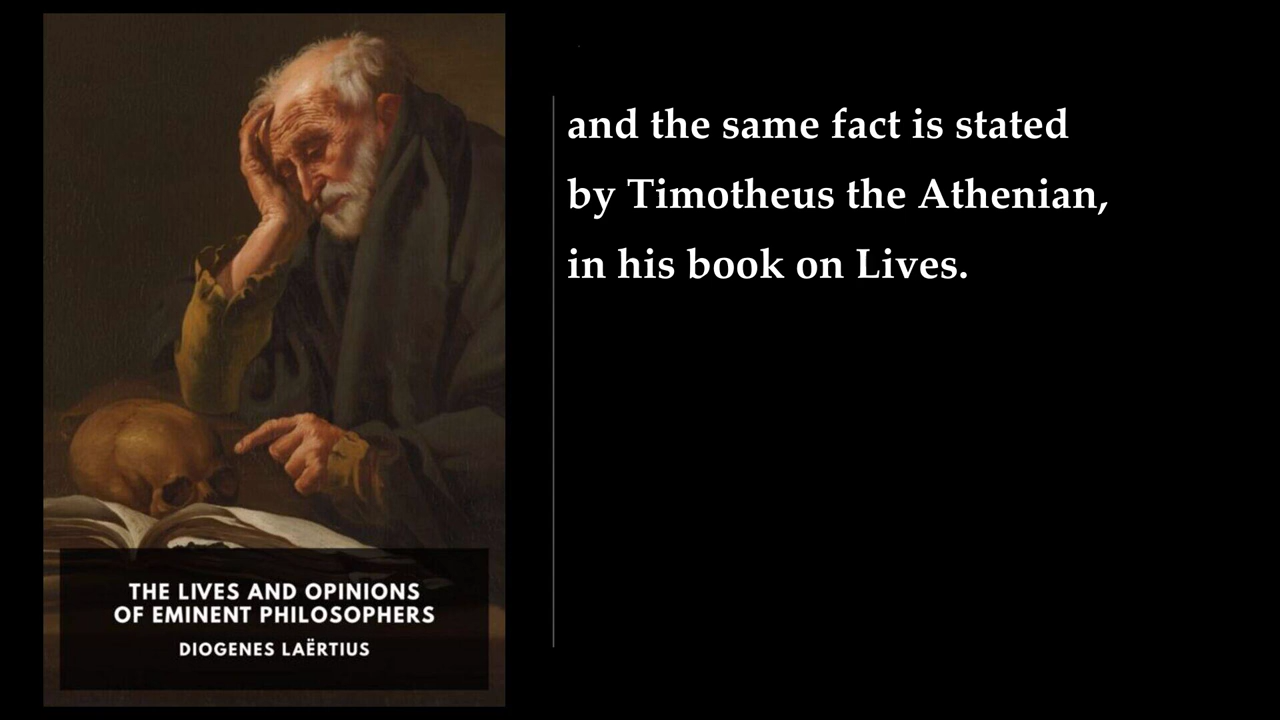 and the same fact is stated
by Timotheus the Athenian,
in his book on Lives.
THE LIVES AND OPINIONS
OF EMINENT PHILOSOPHERS
DIOGENES LAËRTIUS